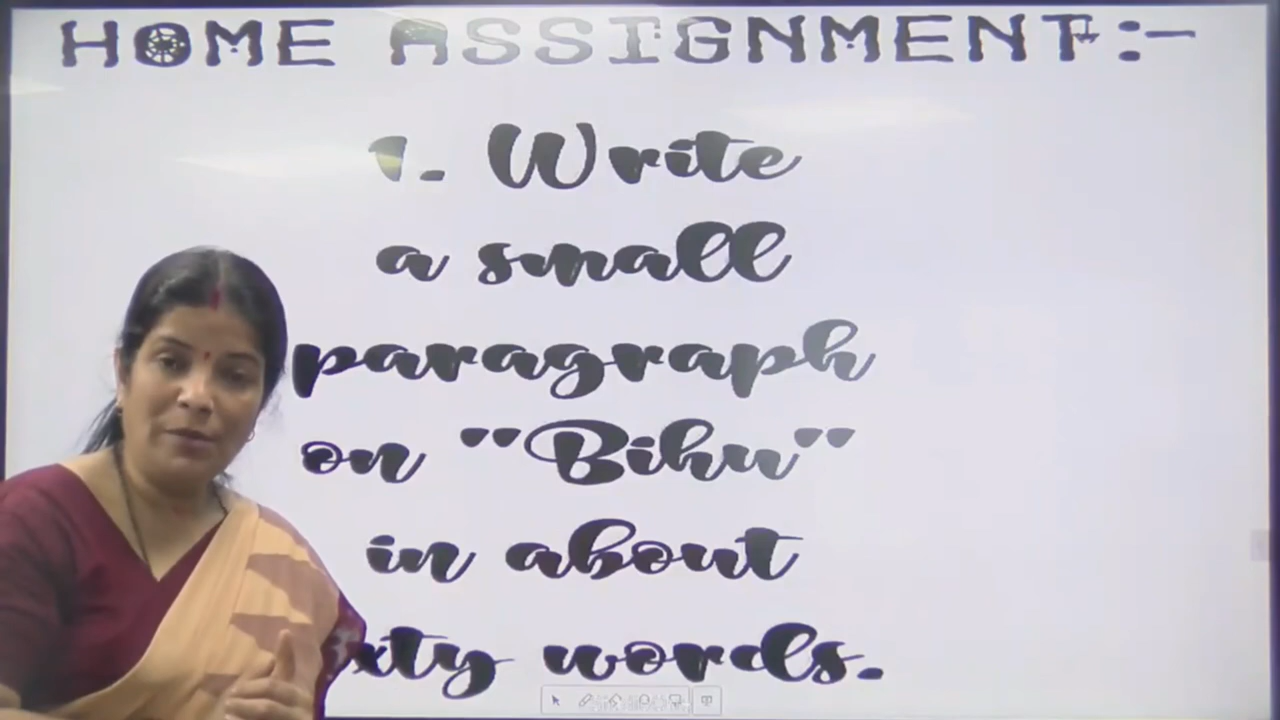 HOME ASSIGNMENT:-
1. Write
a small
paragraph
on "Bihu"
in about
words.